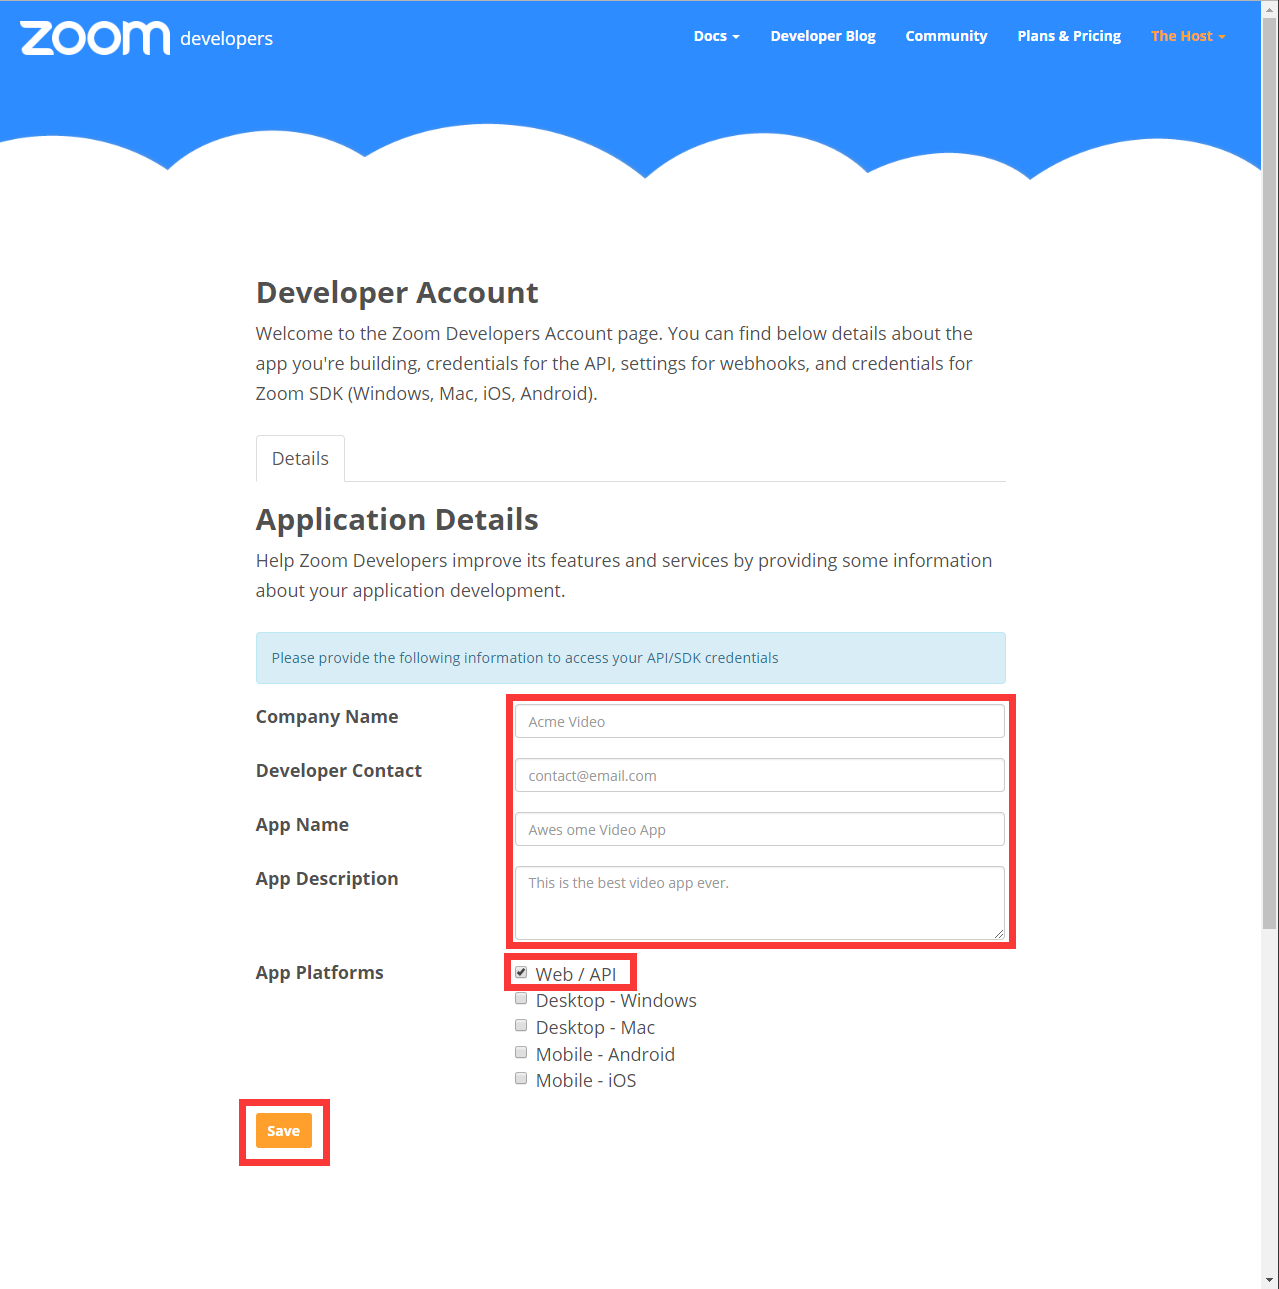 zoom developers
Docs Developer Blog Community Plans & Pricing The Host
Developer Account
Welcome to the Zoom Developers Account page. You can find below details about the
app you're building, credentials for the API, settings for webhooks, and credentials for
Zoom SDK (Windows, Mac, iOS, Android).
Details
Application Details
Help Zoom Developers improve its features and services by providing some information
about your application development.
Please provide the following information to access your API/SDK credentials
Company Name
Acme Video
Developer Contact
contact@email.com
App Name
Awes ome Video App
App Description
This is the best video app ever.
App Platforms
Web / API
Desktop - Windows
Desktop - Mac
Mobile - Android
Mobile - iOS
Save